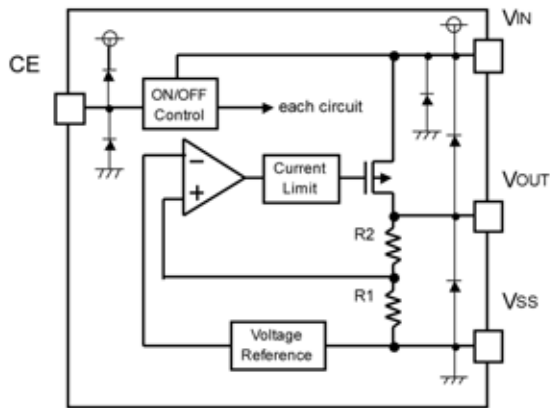 VIN
CE
ON/OFF
Control
each circuit
−
+
Current
Limit
VOUT
R2
R1
VSS
Voltage
Reference